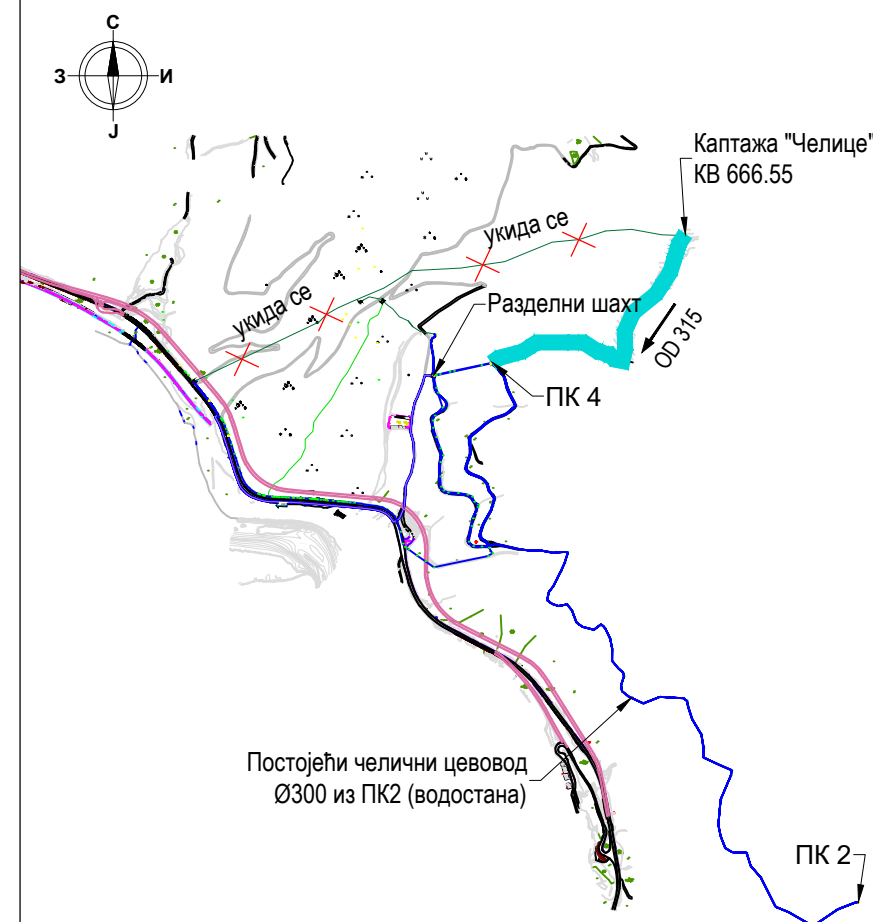 С
З
И
Ј
Каптажа "Челице"
КВ 666.55
укида се
укида се
Разделни шахт
OD 315
ПК 4
Постојећи челични цевовод
Ø300 из ПК2 (водостана)
ПК 2